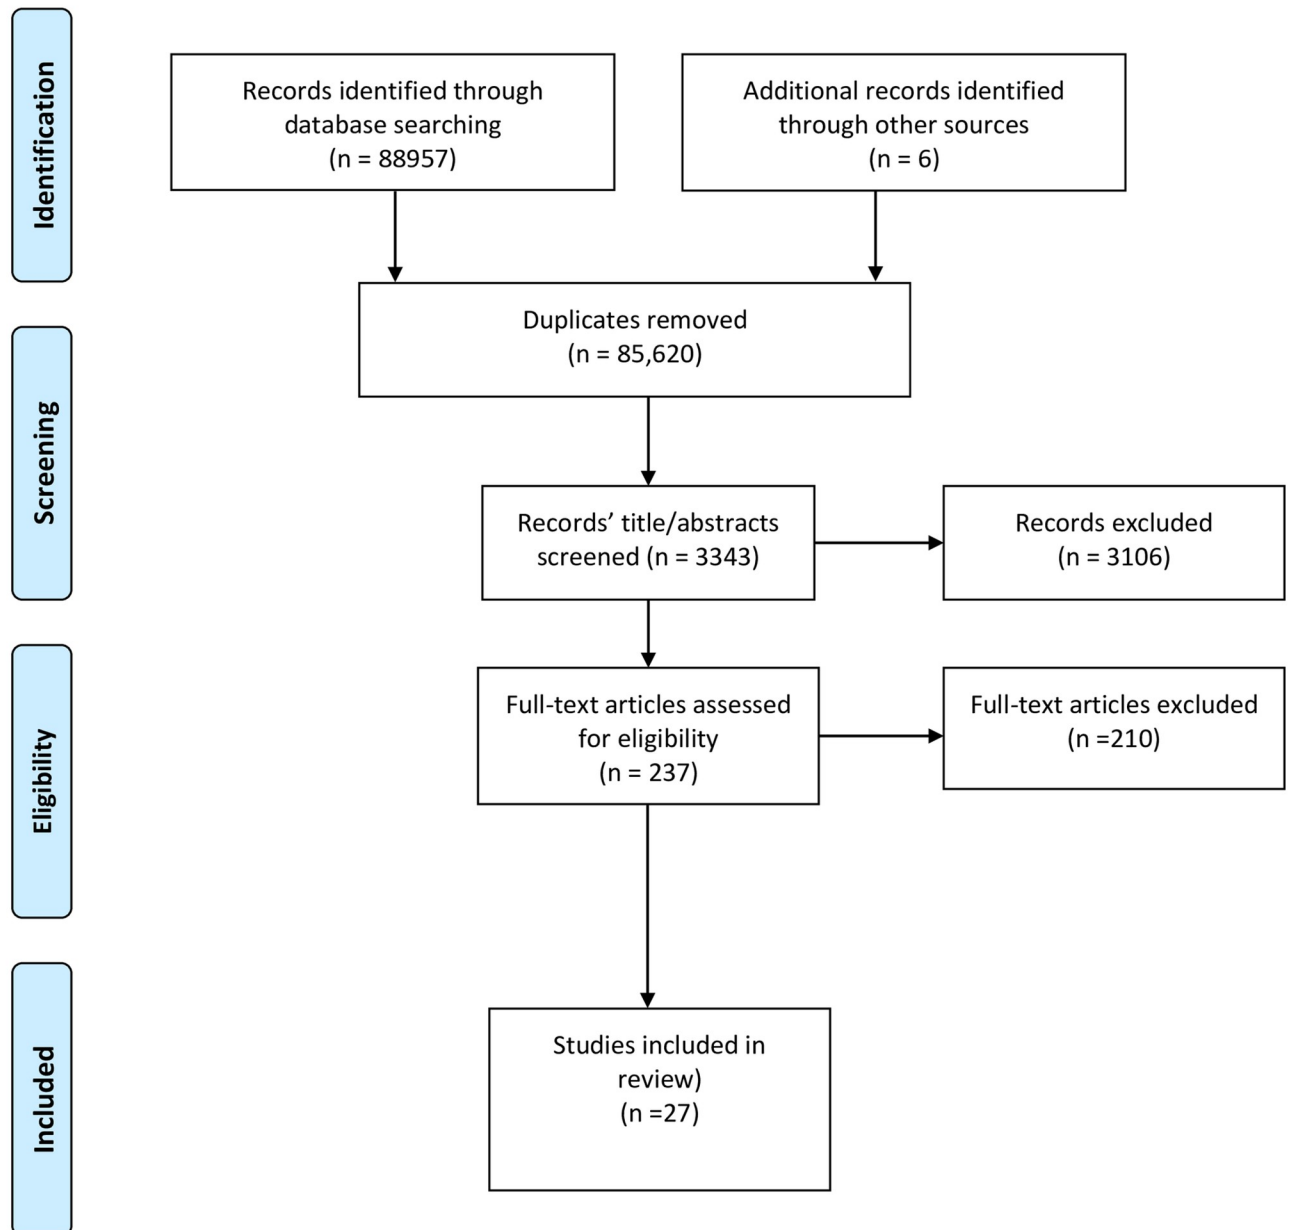 Identification
Records identified through
database searching
(n = 88957)
Additional records identified
through other sources
(n = 6)
Duplicates removed
(n = 85,620)
Screening
Records’ title/abstracts
screened (n = 3343)
Records excluded
(n = 3106)
Eligibility
Full-text articles assessed
for eligibility
(n = 237)
Full-text articles excluded
(n =210)
Included
Studies included in
review)
(n =27)